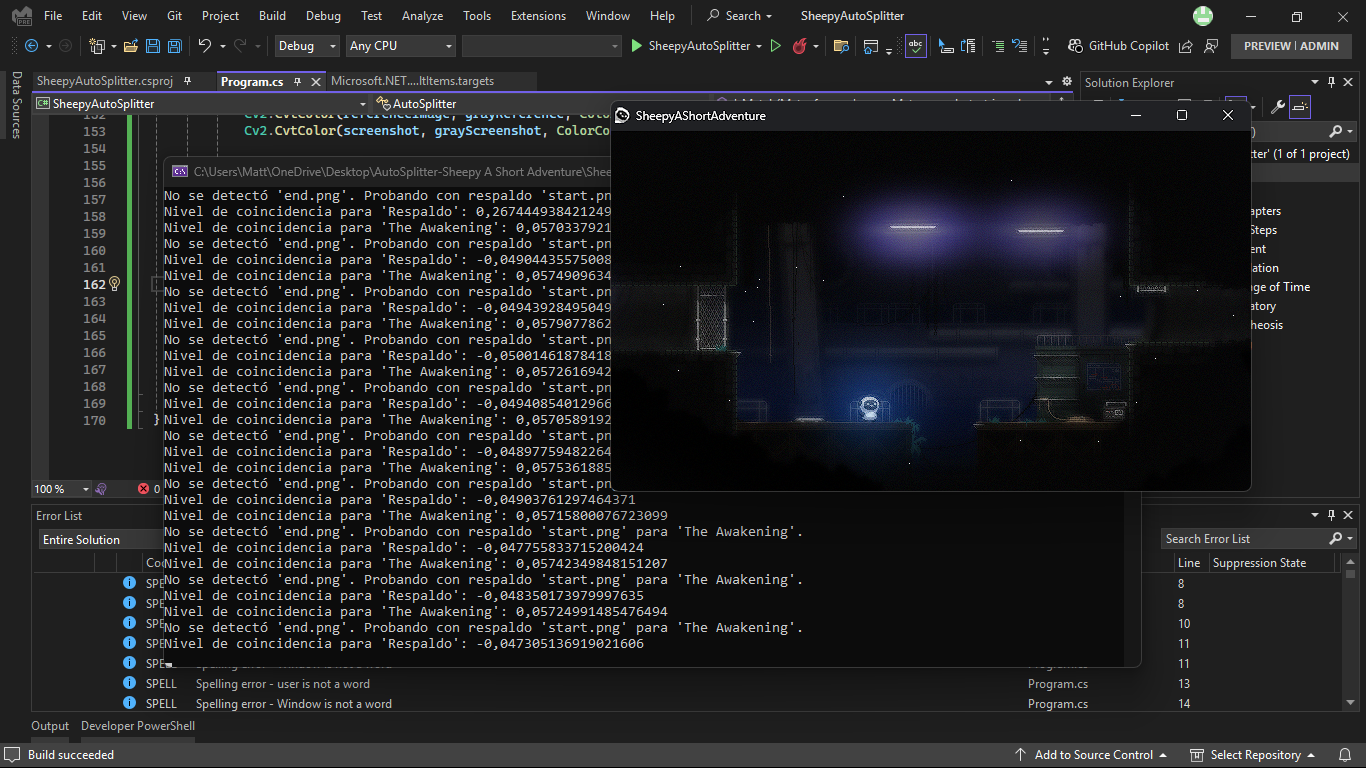 File Edit View Git Project Build Debug Test Analyze Tools Extensions Window Help Search SheepyAutoSplitter
Debug Any CPU SheepyAutoSplitter GitHub Copilot PREVIEW | ADMIN
Data Sources
SheepyAutoSplitter.csproj Program.cs Microsoft.NET....ltItems.targets
Solution Explorer
SheepyAutoSplitter AutoSplitter
152
153 Cv2.CvtColor(screenshot, grayScreenshot, ColorCo
154
155
156
157
158
159
160
161
162
163
164
165
166
167
168
169
170 }
SheepyAShortAdventure
tter' (1 of 1 project)
apters
Steps
ent
ation
ge of Time
atory
heosis
C:\Users\Matt\OneDrive\Desktop\AutoSplitter-Sheepy A Short Adventure\Shee
No se detectó 'end.png'. Probando con respaldo 'start.pn
Nivel de coincidencia para 'Respaldo': 0,267444938421249
Nivel de coincidencia para 'The Awakening': 0,0570337921
No se detectó 'end.png'. Probando con respaldo 'start.pn
Nivel de coincidencia para 'Respaldo': -0,04904435575008
Nivel de coincidencia para 'The Awakening': 0,0574909634
No se detectó 'end.png'. Probando con respaldo 'start.pn
Nivel de coincidencia para 'Respaldo': -0,04943928495049
Nivel de coincidencia para 'The Awakening': 0,0579077862
No se detectó 'end.png'. Probando con respaldo 'start.pn
Nivel de coincidencia para 'Respaldo': -0,05001461878418
Nivel de coincidencia para 'The Awakening': 0,0572616942
No se detectó 'end.png'. Probando con respaldo 'start.pn
Nivel de coincidencia para 'Respaldo': -0,04940854012966
Nivel de coincidencia para 'The Awakening': 0,0570589192
No se detectó 'end.png'. Probando con respaldo 'start.pn
Nivel de coincidencia para 'Respaldo': -0,04897759482264
Nivel de coincidencia para 'The Awakening': 0,0575361885
No se detectó 'end.png'. Probando con respaldo 'start.pn
Nivel de coincidencia para 'Respaldo': -0,04903761297464371
Nivel de coincidencia para 'The Awakening': 0,05715800076723099
No se detectó 'end.png'. Probando con respaldo 'start.png' para 'The Awakening'.
Nivel de coincidencia para 'Respaldo': -0,047755833715200424
Nivel de coincidencia para 'The Awakening': 0,05742349848151207
No se detectó 'end.png'. Probando con respaldo 'start.png' para 'The Awakening'.
Nivel de coincidencia para 'Respaldo': -0,048350173979997635
Nivel de coincidencia para 'The Awakening': 0,05724991485476494
No se detectó 'end.png'. Probando con respaldo 'start.png' para 'The Awakening'.
Nivel de coincidencia para 'Respaldo': -0,047305136919021606
100 % 0
Error List
Entire Solution Search Error List
Co Line Suppression State
SPE 8
SPE 8
SPE 10
SPE 11
SPE 11
SPELL Spelling error - user is not a word Program.cs 13
SPELL Spelling error - Window is not a word Program.cs 14
Output Developer PowerShell
Build succeeded Add to Source Control Select Repository